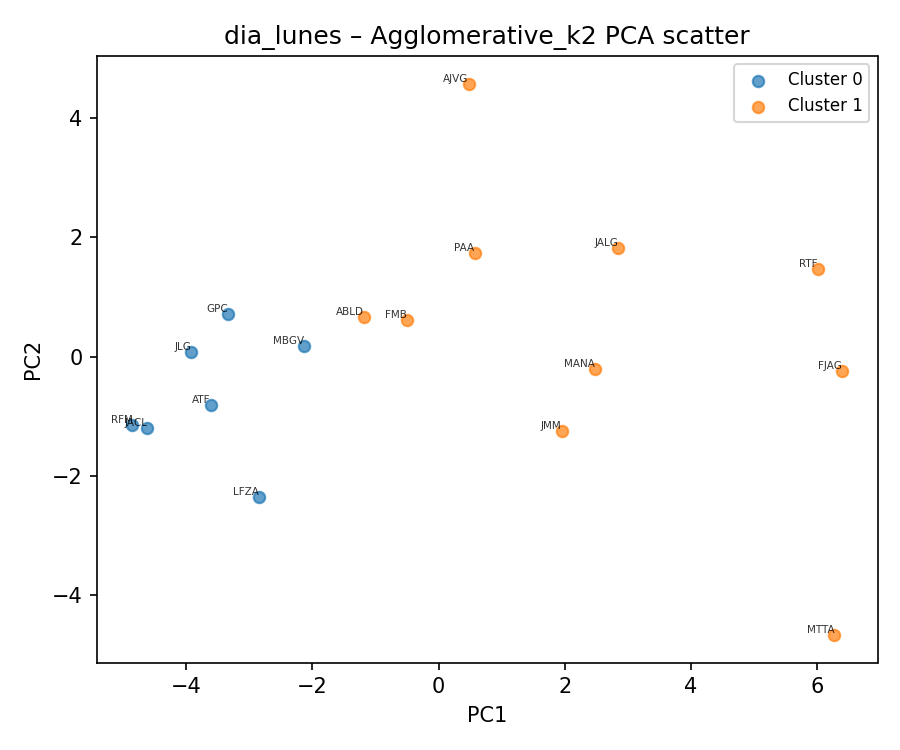 dia_lunes – Agglomerative_k2 PCA scatter
Cluster 0
Cluster 1
AJVG
PAA
JALG
RTF
GPC
ABLD
FMB
JLG
MBGV
MANA
FJAG
ATF
RFM
JACL
JMM
LFZA
MTTA
4
2
0
−2
−4
PC2
−4
−2
0
2
4
6
PC1